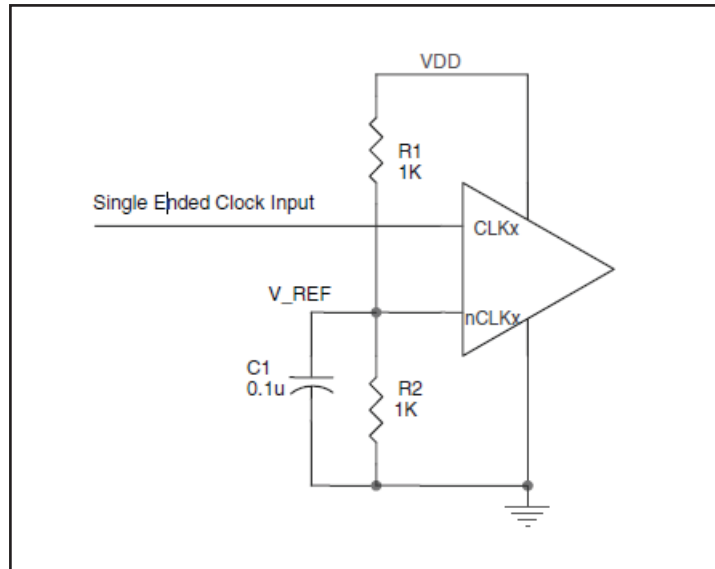 VDD
R1
1K
Single Ended Clock Input
CLKx
V_REF
nCLKx
C1
0.1u
R2
1K